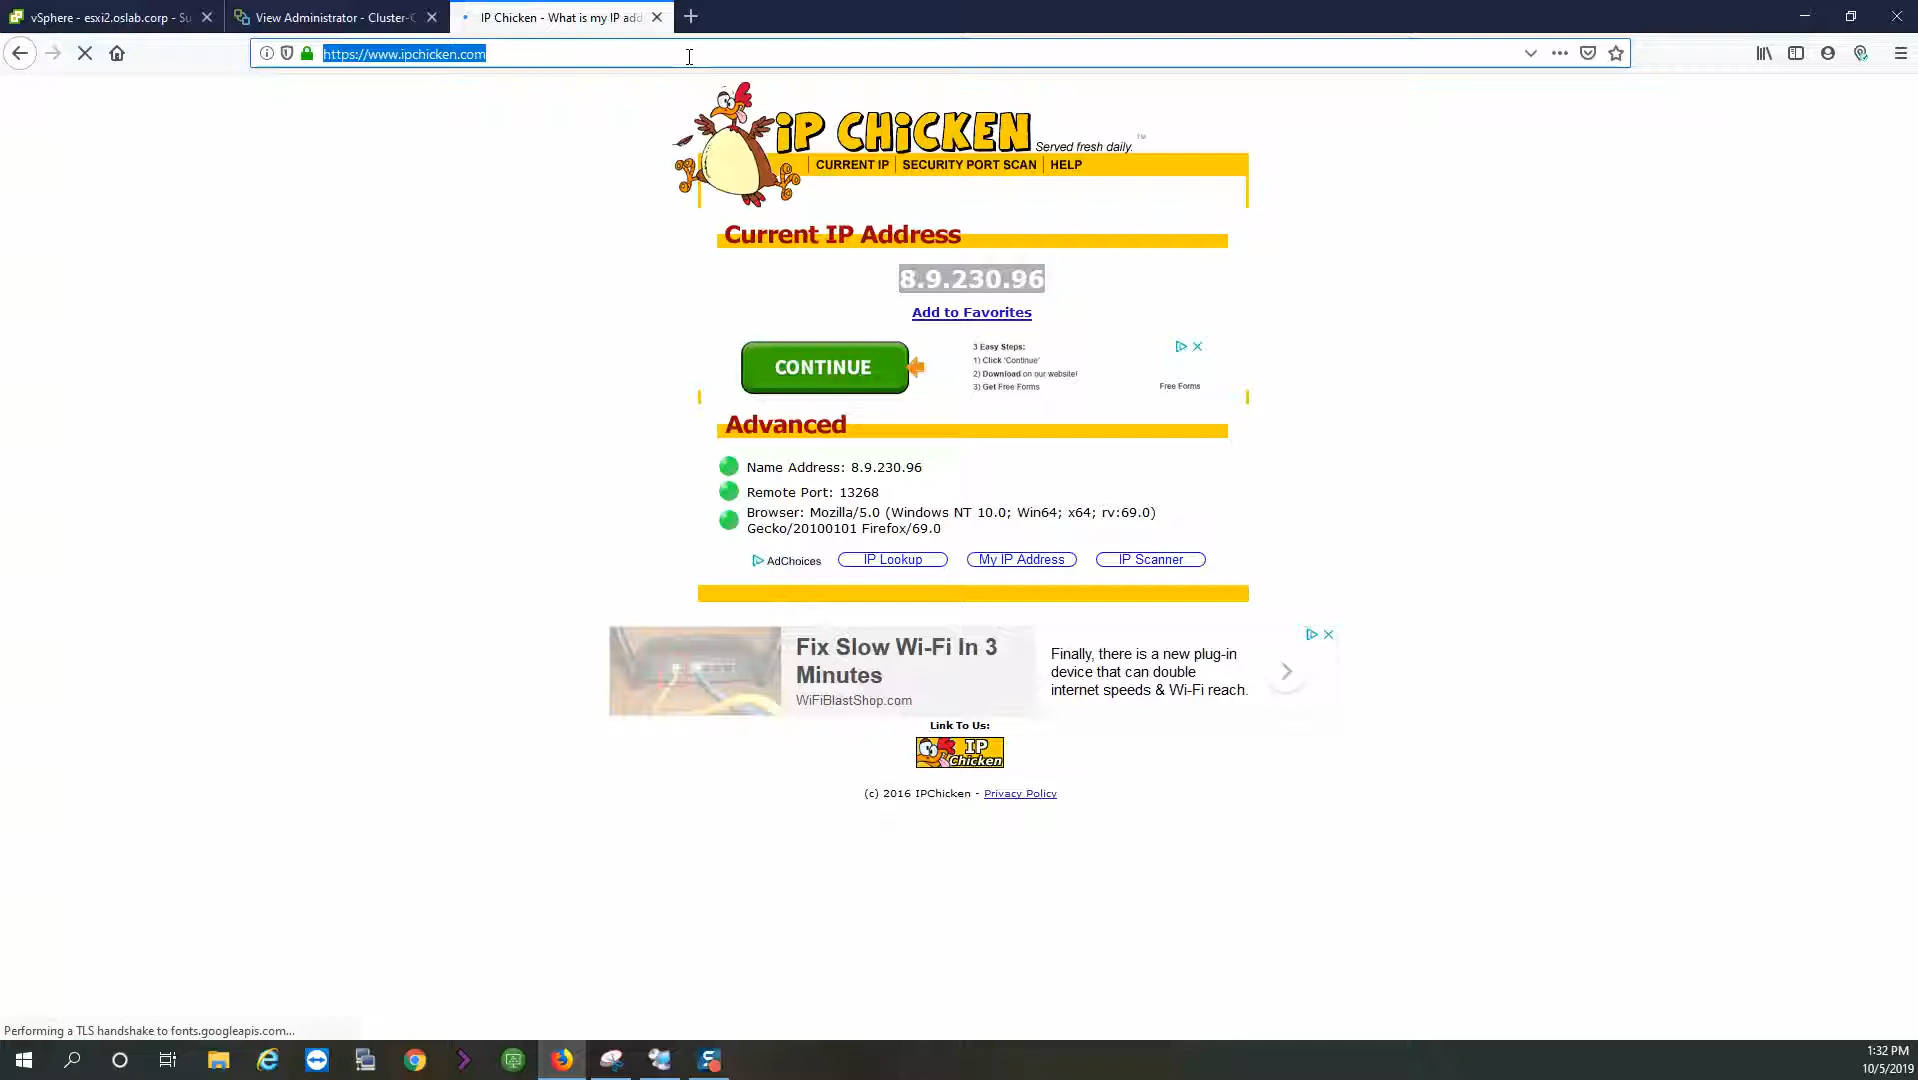 vSphere - esxi2.oslab.corp - Su
View Administrator - Cluster-C
IP Chicken - What is my IP add
https://www.ipchicken.com
iP CHiCKEN
Served fresh daily.
TM
CURRENT IP
SECURITY PORT SCAN
HELP
Current IP Address
8.9.230.96
Add to Favorites
CONTINUE
3 Easy Steps:
1) Click 'Continue'
2) Download on our website!
3) Get Free Forms
Free Forms
Advanced
Name Address: 8.9.230.96
Remote Port: 13268
Browser: Mozilla/5.0 (Windows NT 10.0; Win64; x64; rv:69.0)
Gecko/20100101 Firefox/69.0
AdChoices
IP Lookup
My IP Address
IP Scanner
Fix Slow Wi-Fi In 3
Minutes
WiFiBlastShop.com
Finally, there is a new plug-in
device that can double
internet speeds & Wi-Fi reach.
Link To Us:
IP
Chicken
(c) 2016 IPChicken - Privacy Policy
Performing a TLS handshake to fonts.googleapis.com...
1:32 PM
10/5/2019